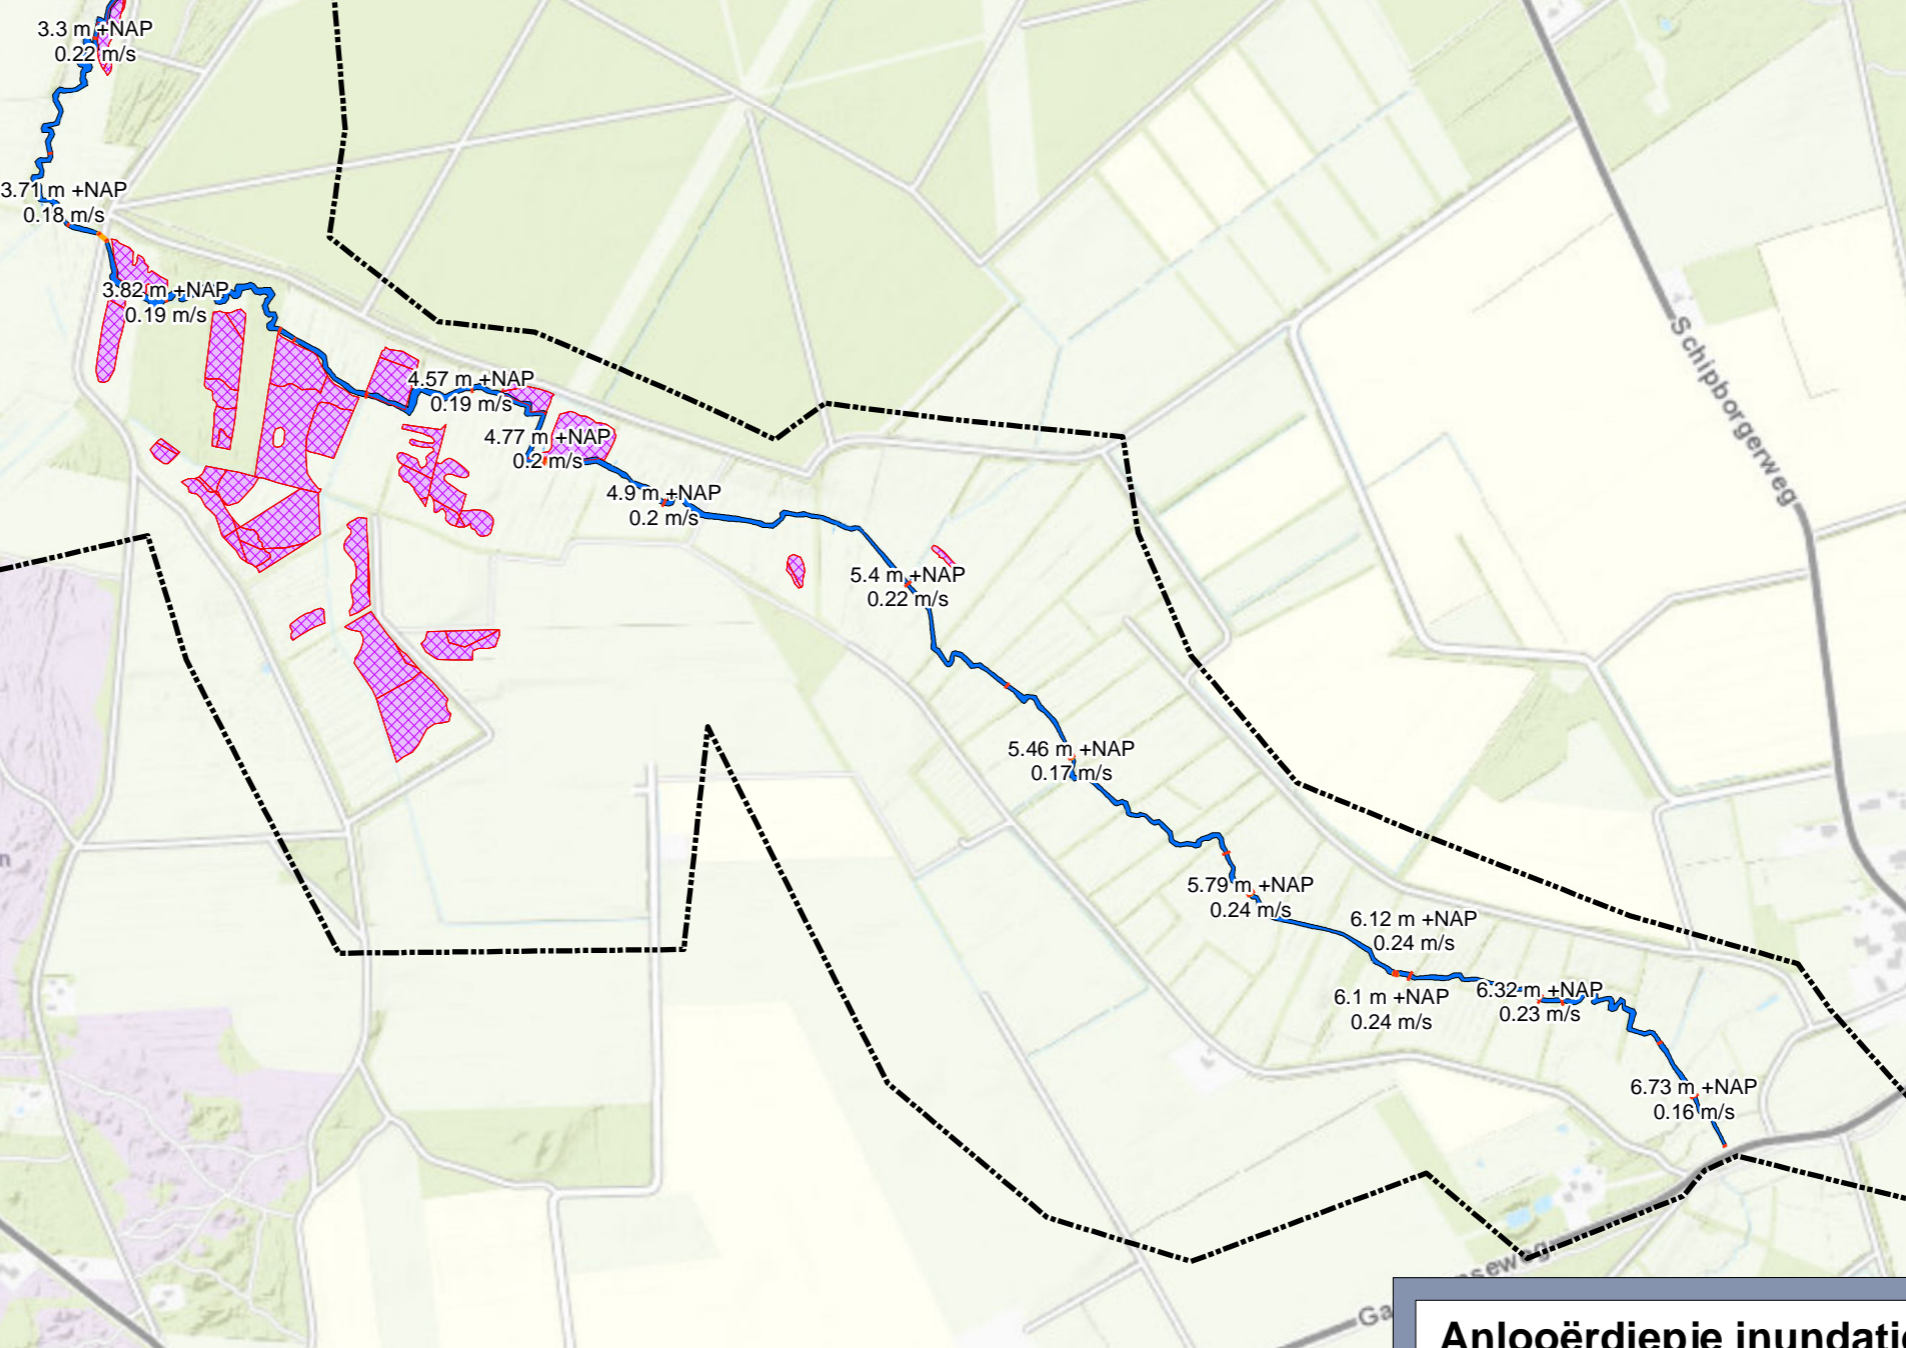 3.3 m +NAP
0.22 m/s
3.71 m +NAP
0.18 m/s
3.82 m +NAP
0.19 m/s
Schipborgerweg
4.57 m +NAP
0.19 m/s
4.77 m +NAP
0.2 m/s
4.9 m +NAP
0.2 m/s
5.4 m +NAP
0.22 m/s
5.46 m +NAP
0.17 m/s
n
5.79 m +NAP
0.24 m/s
6.12 m +NAP
0.24 m/s
6.1 m +NAP
0.24 m/s
6.32 m +NAP
0.23 m/s
6.73 m +NAP
0.16 m/s
Anlooërdiepje